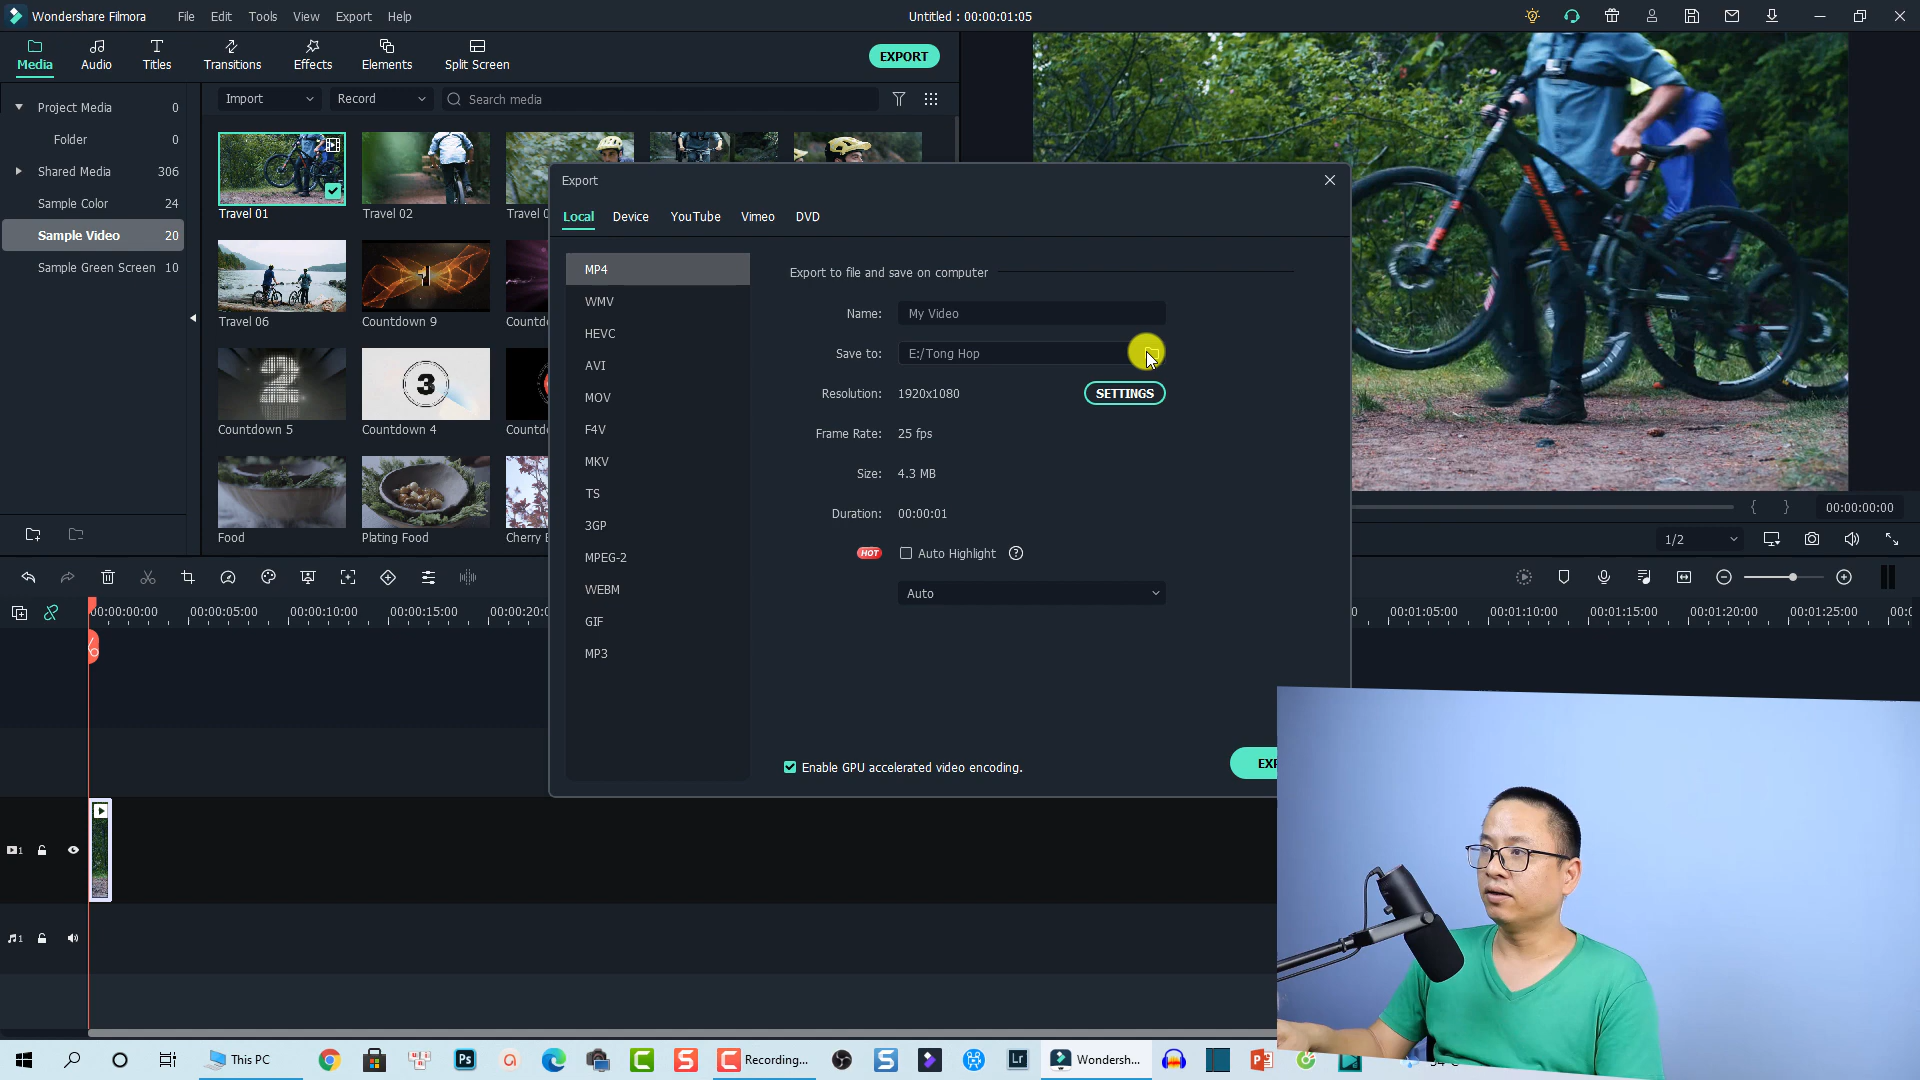 Wondershare Filmora
File Edit Tools View Export Help
Untitled : 00:00:01:05
Media Audio Titles Transitions Effects Elements Split Screen
EXPORT
Project Media 0
Folder 0
Shared Media 306
Sample Color 24
Sample Video 20
Sample Green Screen 10
Import Record Search media
Travel 01 Travel 02 Travel
Travel 06 Countdown 9
Countdown 5 Countdown 4
Food Plating Food Cherry
Export
Local Device YouTube Vimeo DVD
MP4
WMV
HEVC
AVI
MOV
F4V
MKV
TS
3GP
MPEG-2
WEBM
GIF
MP3
Export to file and save on computer
Name: My Video
Save to: E:/Tong Hop
Resolution: 1920x1080 SETTINGS
Frame Rate: 25 fps
Size: 4.3 MB
Duration: 00:00:01
HOT Auto Highlight
Auto
Enable GPU accelerated video encoding.
00:00:00:00
1/2
00:00:00:00 00:00:05:00 00:00:10:00 00:00:15:00 00:01:05:00 00:01:10:00 00:01:15:00 00:01:20:00 00:01:25:00
1
1
This PC Ps Recording... Lr Wondersh...